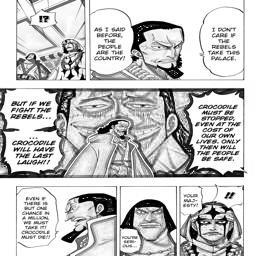 I DON'T CARE
IF THE
REBELS
TAKE THIS
PALACE.
AS I SAID
BEFORE,
THE
PEOPLE ARE
THE
COUNTRY!
!?
CROCODILE
MUST BE
STOPPED,
EVEN AT THE
COST OF
OUR OWN
LIVES. ONLY
THEN WILL
THE PEOPLE
BE SAFE.
BUT IF WE
FIGHT THE
REBELS...
...
CROCODILE
WILL HAVE
THE LAST
LAUGH!!
!!
YOUR
MAJ-
ESTY!
YOU'RE
SERI-
OUS...
EVEN IF
THERE IS
BUT ONE
CHANCE IN
A MILLION,
WE MUST
TAKE IT!
CROCODILE
MUST DIE!!